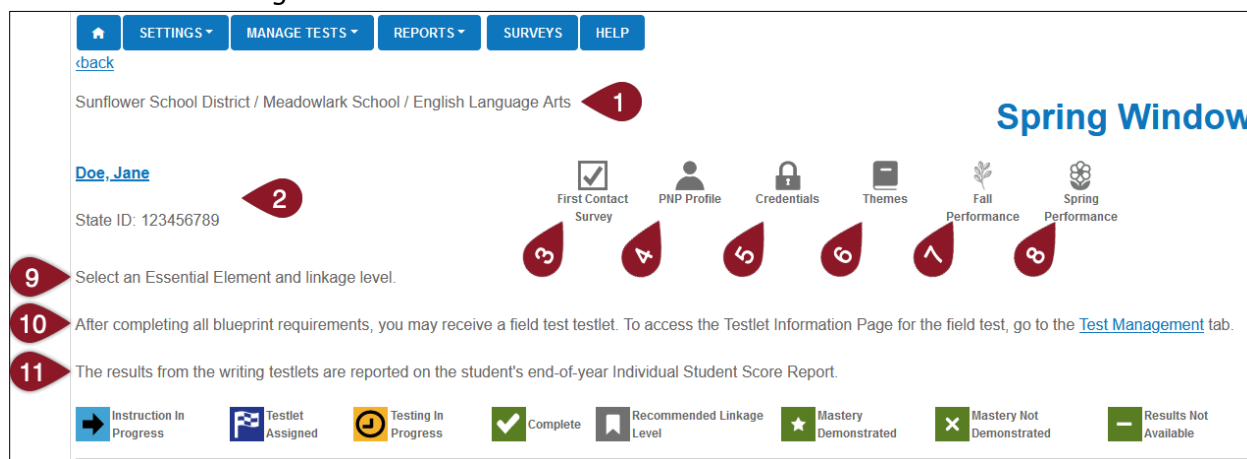 SETTINGS MANAGE TESTS REPORTS SURVEYS HELP
‹back
Sunflower School District / Meadowlark School / English Language Arts 1
Spring Window
Doe, Jane
2
State ID: 123456789
First Contact Survey
PNP Profile
Credentials
Themes
Fall Performance
Spring Performance
3 4 5 6 7 8
9 Select an Essential Element and linkage level.
10 After completing all blueprint requirements, you may receive a field test testlet. To access the Testlet Information Page for the field test, go to the Test Management tab.
11 The results from the writing testlets are reported on the student's end-of-year Individual Student Score Report.
Instruction In Progress
Testlet Assigned
Testing In Progress
Complete
Recommended Linkage Level
Mastery Demonstrated
Mastery Not Demonstrated
Results Not Available